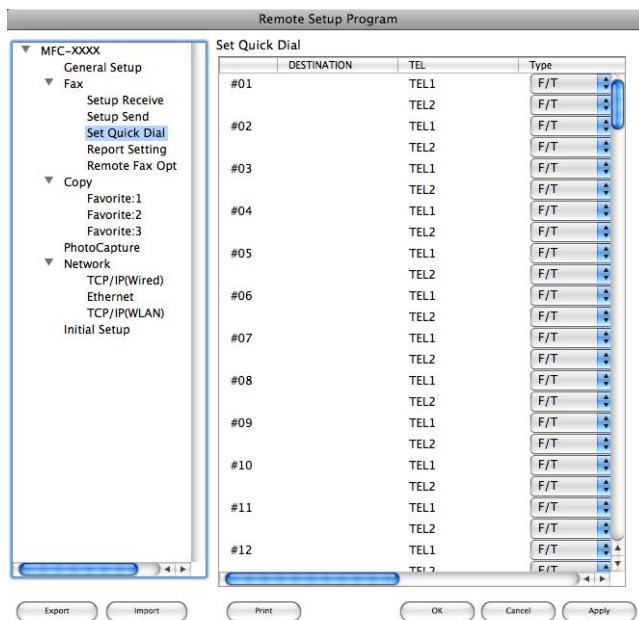 Remote Setup Program
MFC-XXXX
General Setup
Fax
Setup Receive
Setup Send
Set Quick Dial
Report Setting
Remote Fax Opt
Copy
Favorite:1
Favorite:2
Favorite:3
PhotoCapture
Network
TCP/IP(Wired)
Ethernet
TCP/IP(WLAN)
Initial Setup
Set Quick Dial
DESTINATION TEL Type
#01 TEL1 F/T
TEL2 F/T
#02 TEL1 F/T
TEL2 F/T
#03 TEL1 F/T
TEL2 F/T
#04 TEL1 F/T
TEL2 F/T
#05 TEL1 F/T
TEL2 F/T
#06 TEL1 F/T
TEL2 F/T
#07 TEL1 F/T
TEL2 F/T
#08 TEL1 F/T
TEL2 F/T
#09 TEL1 F/T
TEL2 F/T
#10 TEL1 F/T
TEL2 F/T
#11 TEL1 F/T
TEL2 F/T
#12 TEL1 F/T
TEL2 F/T
Export Import Print OK Cancel Apply